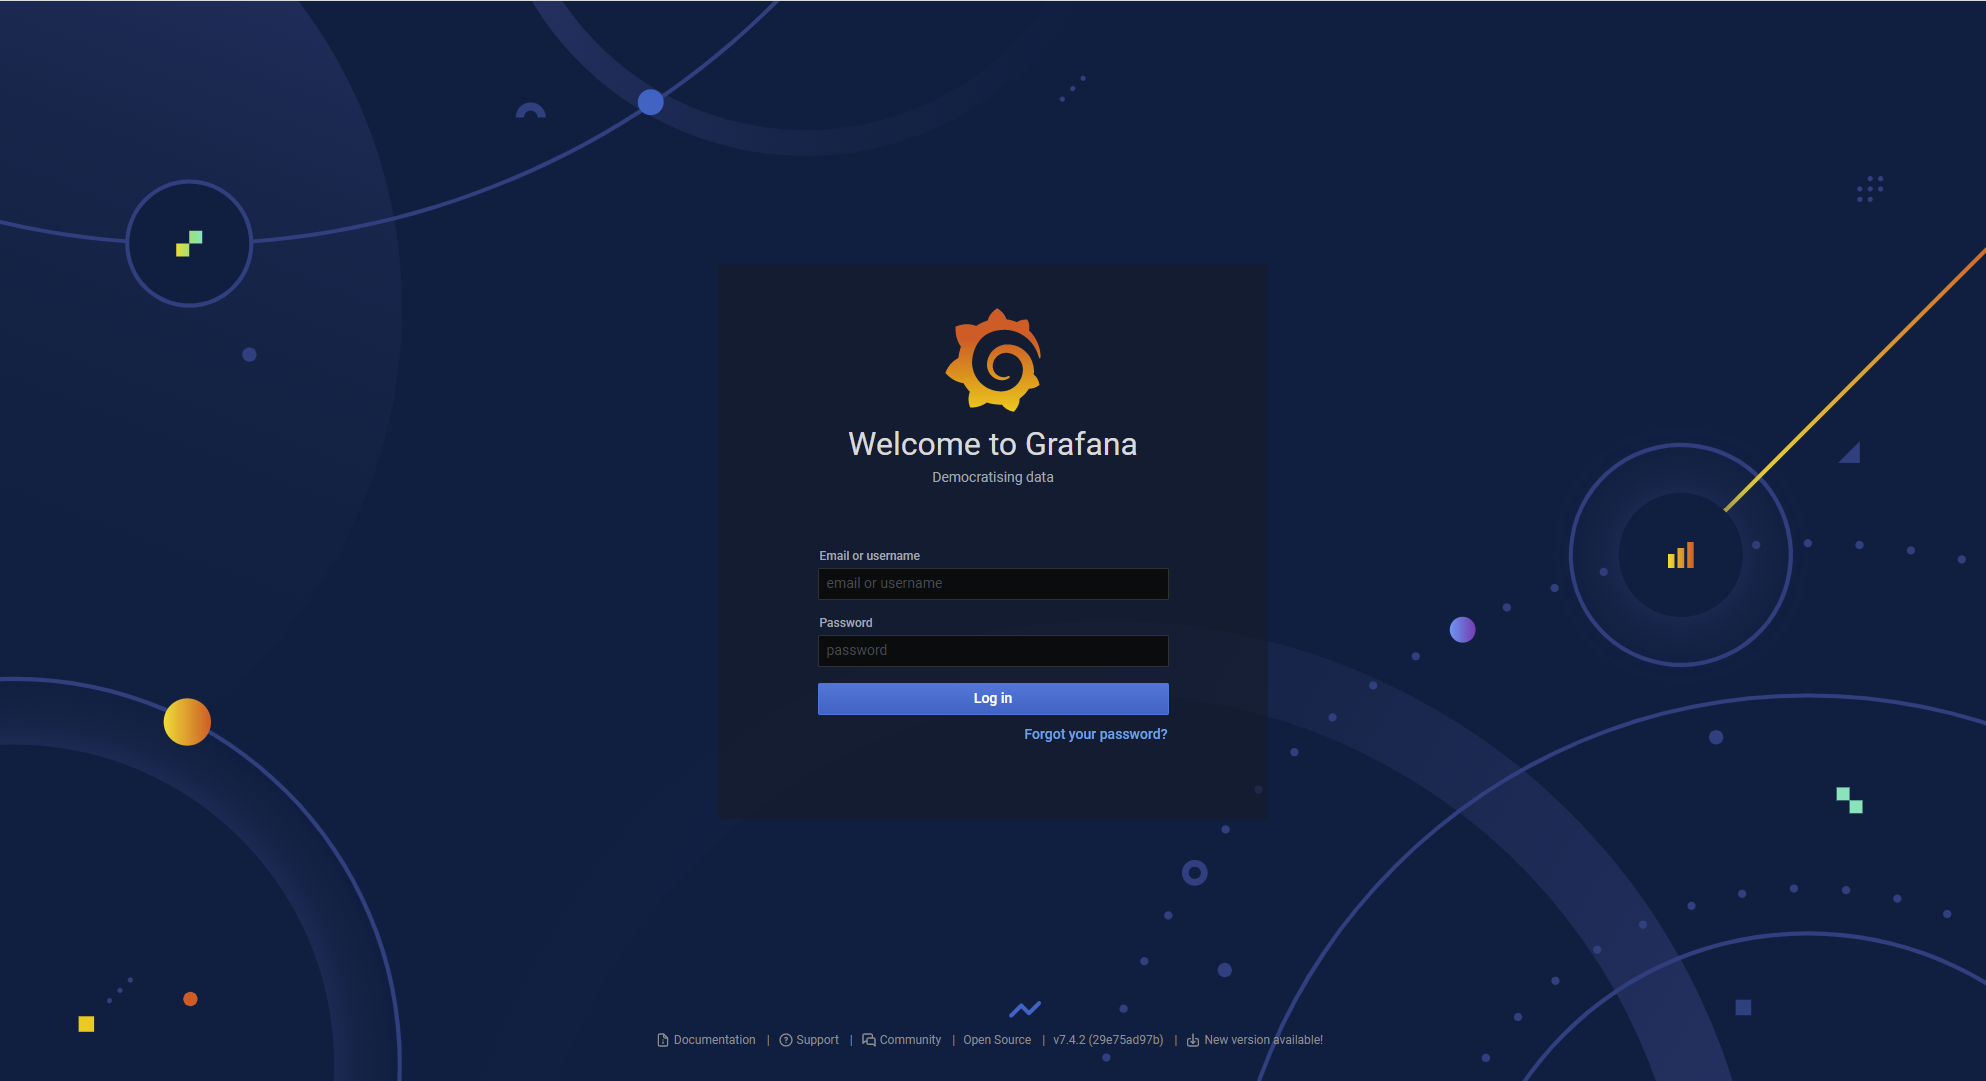 Welcome to Grafana
Democratising data
Email or username
email or username
Password
password
Log in
Forgot your password?
Documentation | Support | Community | Open Source | v7.4.2 (29e75ad97b) | New version available!